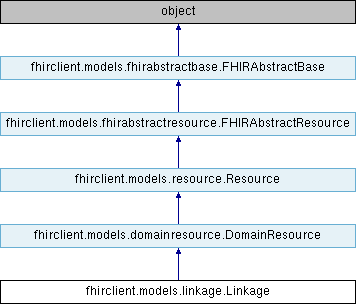 object
fhirclient.models.fhirabstractbase.FHIRAbstractBase
fhirclient.models.fhirabstractresource.FHIRAbstractResource
fhirclient.models.resource.Resource
fhirclient.models.domainresource.DomainResource
fhirclient.models.linkage.Linkage